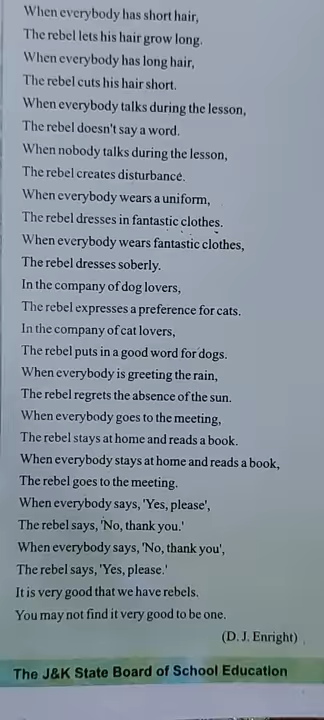 When everybody has short hair,
The rebel lets his hair grow long.
When everybody has long hair,
The rebel cuts his hair short.
When everybody talks during the lesson,
The rebel doesn't say a word.
When nobody talks during the lesson,
The rebel creates disturbance.
When everybody wears a uniform,
The rebel dresses in fantastic clothes.
When everybody wears fantastic clothes,
The rebel dresses soberly.
In the company of dog lovers,
The rebel expresses a preference for cats.
In the company of cat lovers,
The rebel puts in a good word for dogs.
When everybody is greeting the rain,
The rebel regrets the absence of the sun.
When everybody goes to the meeting,
The rebel stays at home and reads a book.
When everybody stays at home and reads a book,
The rebel goes to the meeting.
When everybody says, 'Yes, please',
The rebel says, 'No, thank you.'
When everybody says, 'No, thank you',
The rebel says, 'Yes, please.'
It is very good that we have rebels.
You may not find it very good to be one.
(D. J. Enright)
The J&K State Board of School Education